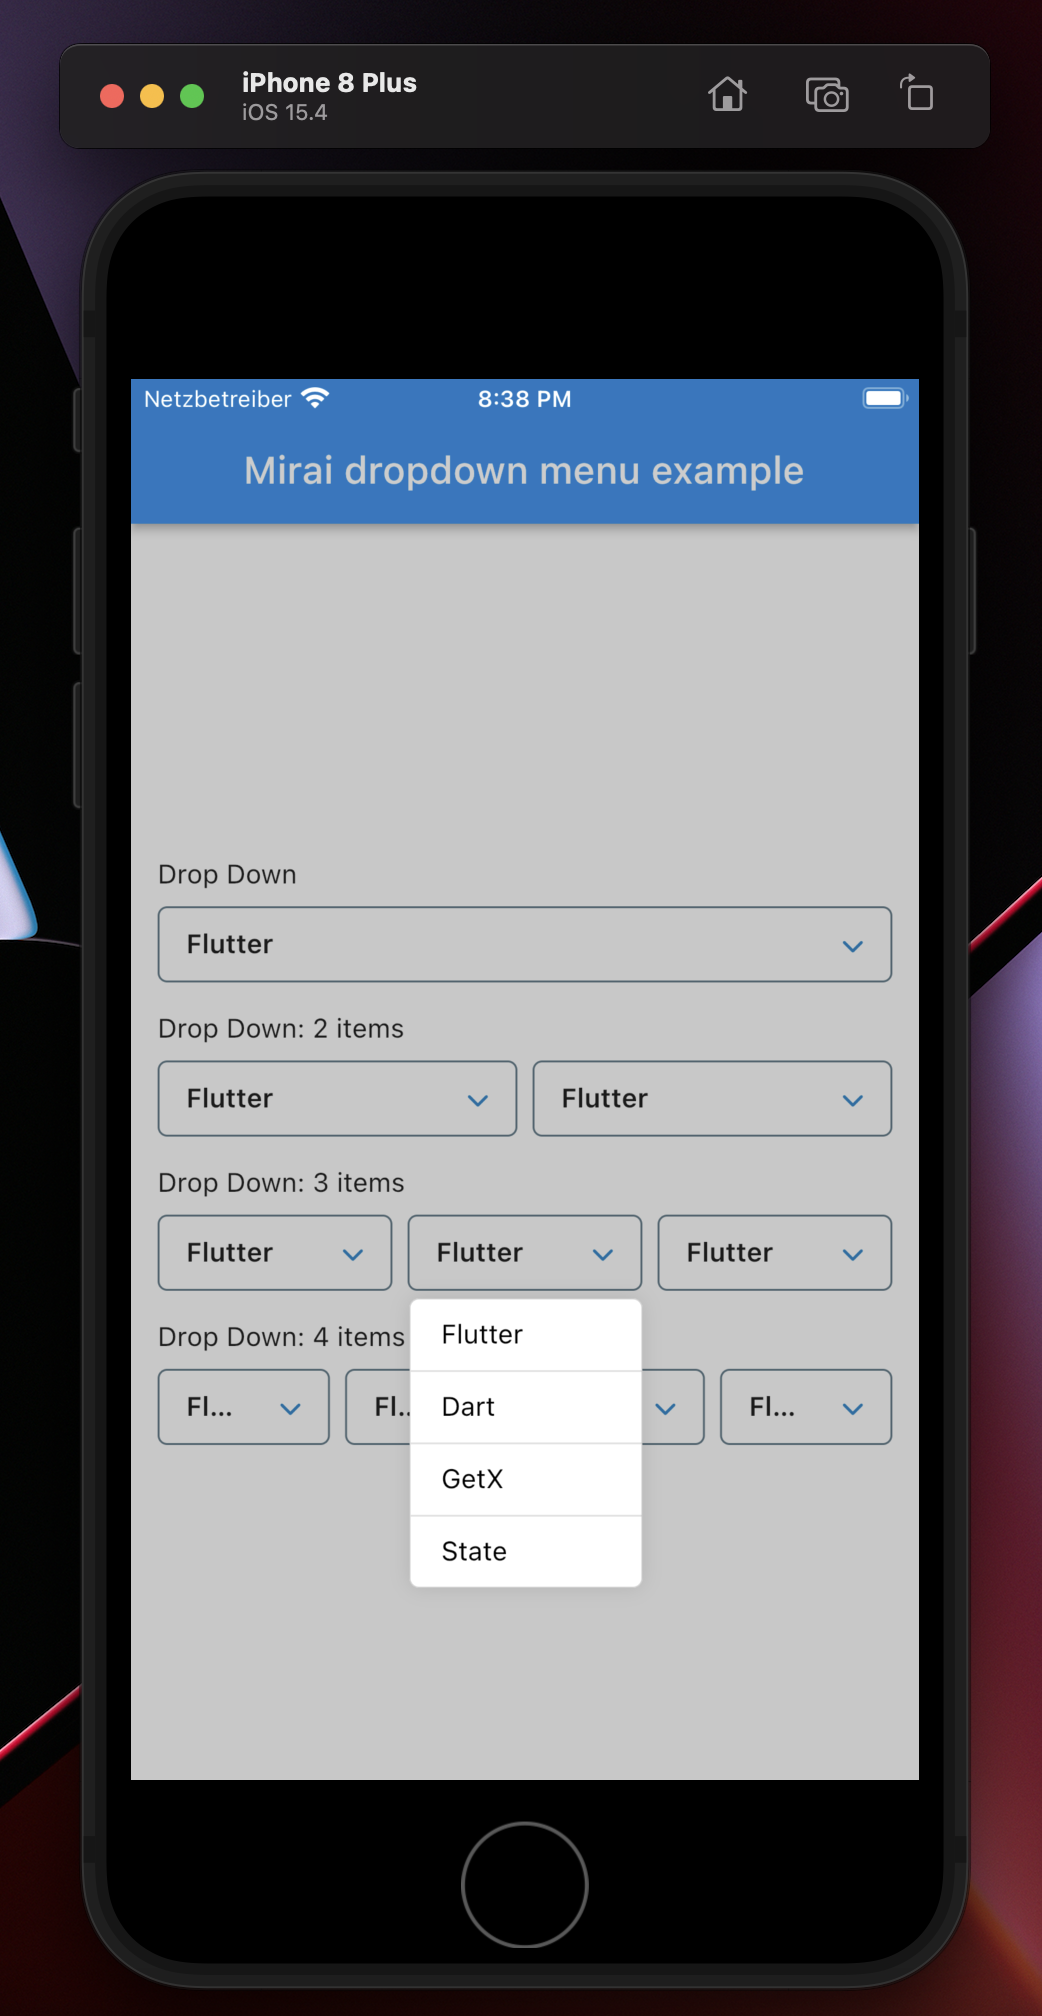 iPhone 8 Plus
iOS 15.4
Netzbetreiber 8:38 PM
Mirai dropdown menu example
Drop Down
Flutter
Drop Down: 2 items
Flutter Flutter
Drop Down: 3 items
Flutter Flutter Flutter
Drop Down: 4 items
Fl... Fl.. Fl...
Flutter
Dart
GetX
State